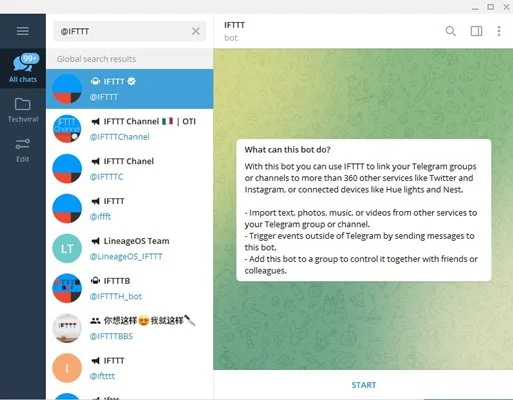 @IFTTT
IFTTT
bot
99+
All chats
Techviral
Edit
Global search results
IFTTT
@IFTTT
IFTTT Channel 🇮🇹 | OTI
@IFTTTChannel
IFTTT Chanel
@IFTTTC
IFTTT
@iffft
LT
LineageOS Team
@LineageOS_IFTTT
IFTTTB
@IFTTTH_bot
你想这样😍我就这样🔪
@IFTTTBBS
I
IFTTT
@iftttt
What can this bot do?
With this bot you can use IFTTT to link your Telegram groups
or channels to more than 360 other services like Twitter and
Instagram, or connected devices like Hue lights and Nest.
- Import text, photos, music, or videos from other services to
your Telegram group or channel.
- Trigger events outside of Telegram by sending messages to
this bot.
- Add this bot to a group to control it together with friends or
colleagues.
START